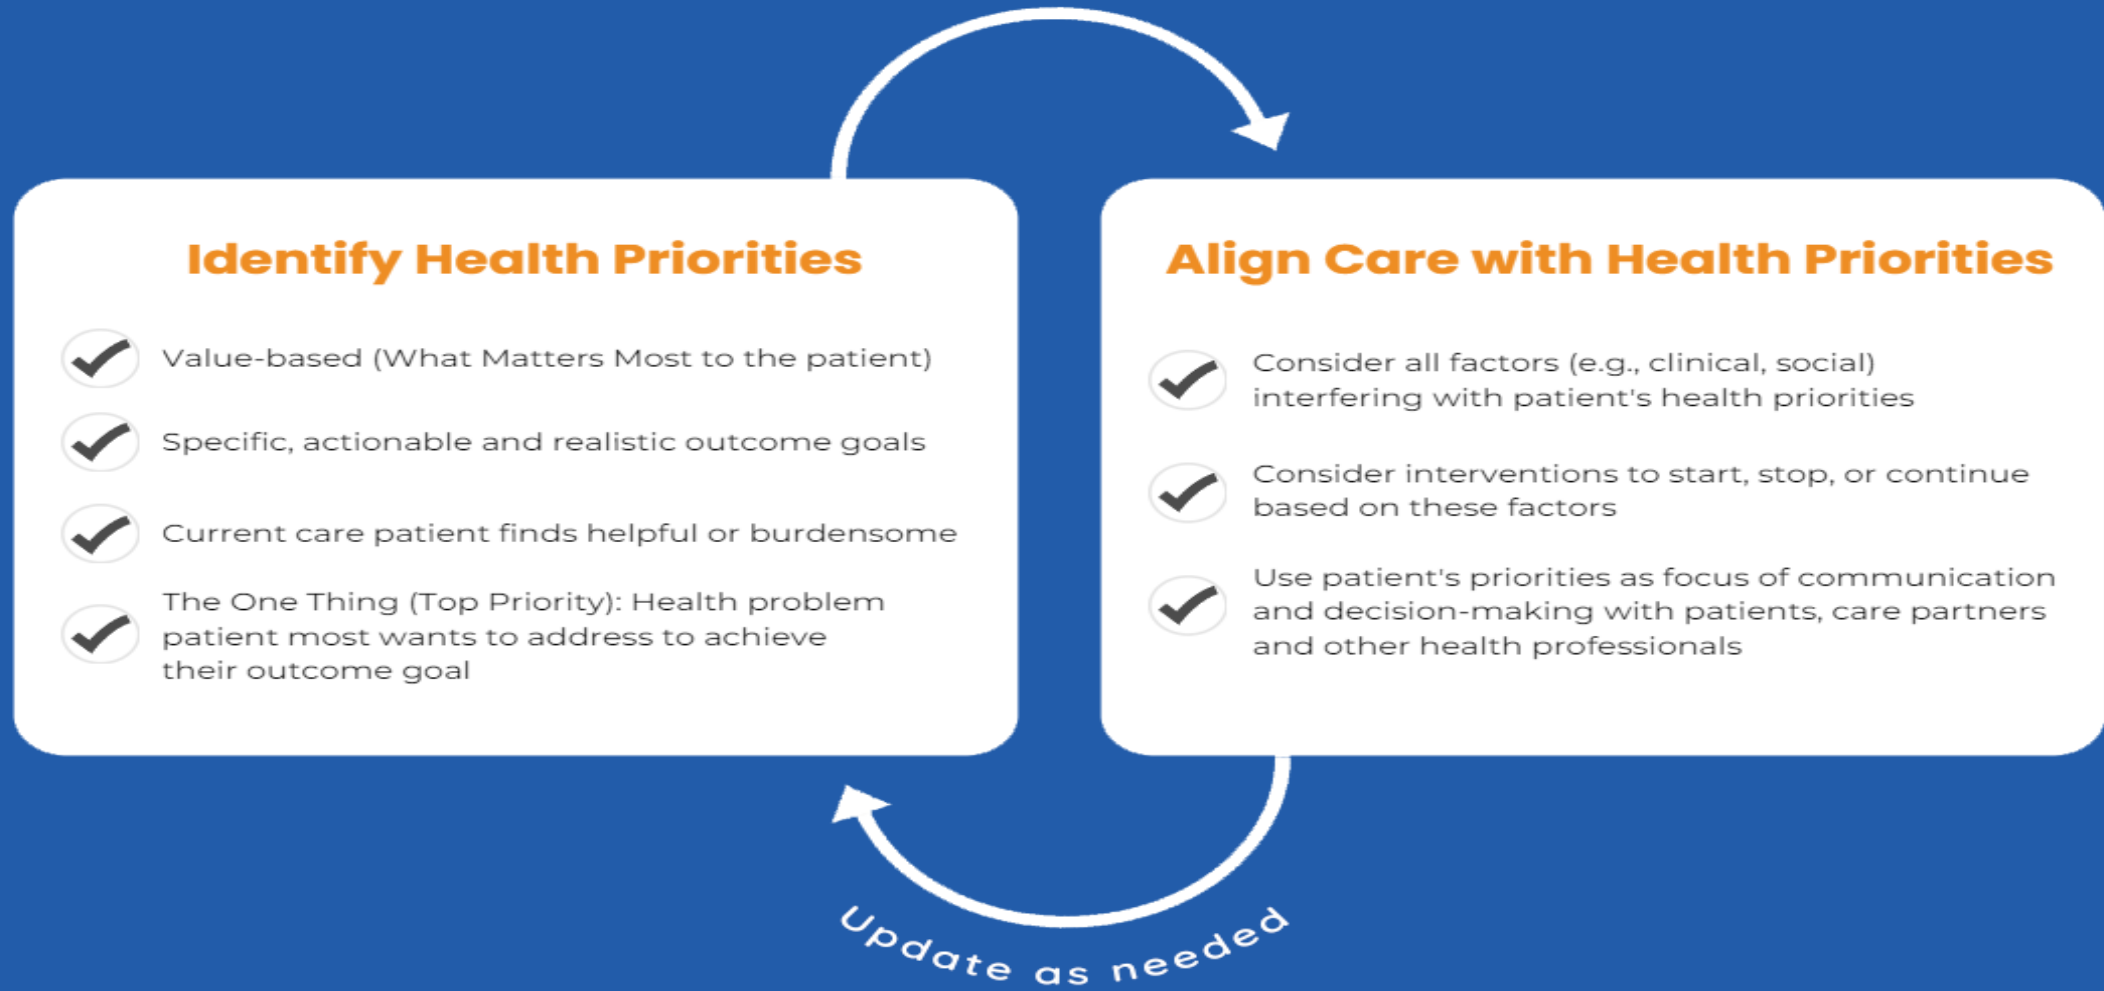 Identify Health Priorities
Value-based (What Matters Most to the patient)
Specific, actionable and realistic outcome goals
Current care patient finds helpful or burdensome
The One Thing (Top Priority): Health problem
patient most wants to address to achieve
their outcome goal
Align Care with Health Priorities
Consider all factors (e.g., clinical, social)
interfering with patient's health priorities
Consider interventions to start, stop, or continue
based on these factors
Use patient's priorities as focus of communication
and decision-making with patients, care partners
and other health professionals
Update as needed